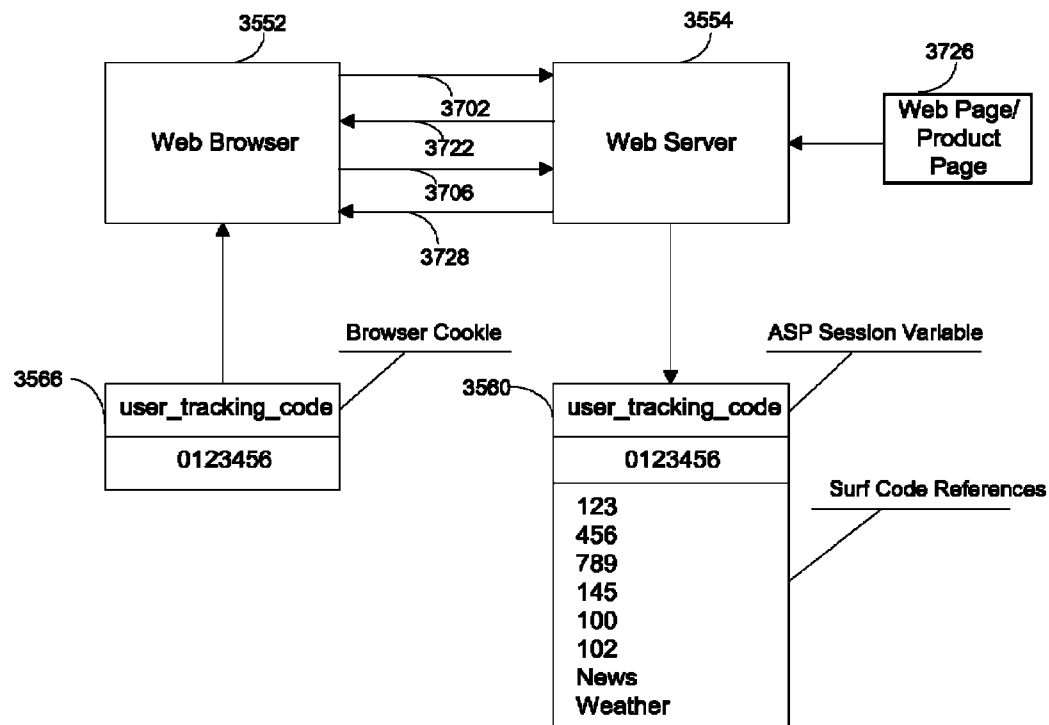 3552
3554
3726
Web Browser
3702
3722
3706
3728
Web Server
Web Page/
Product
Page
Browser Cookie
ASP Session Variable
3566
user_tracking_code
0123456
3560
user_tracking_code
0123456
Surf Code References
123
456
789
145
100
102
News
Weather